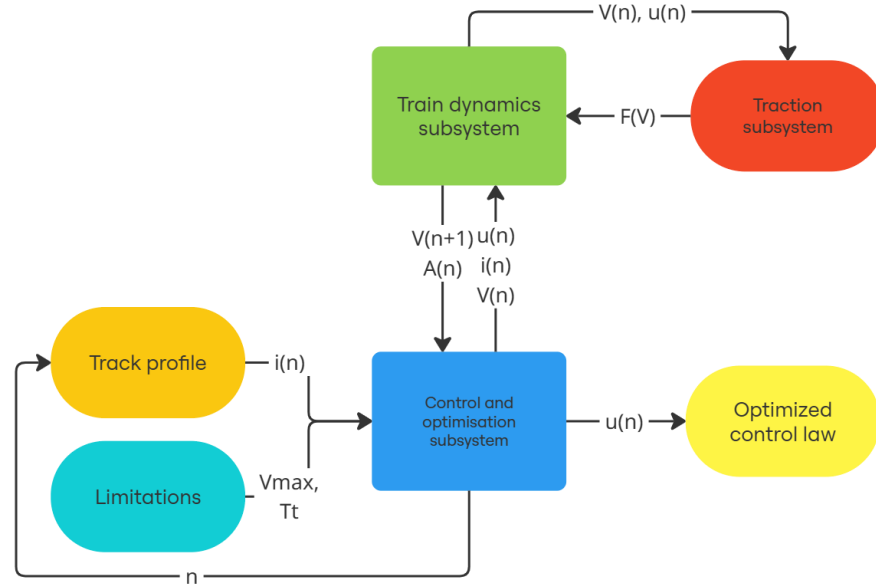 V(n), u(n)
Train dynamics
subsystem
F(V)
Traction
subsystem
V(n+1)
A(n)
u(n)
i(n)
V(n)
Track profile
i(n)
Control and
optimisation
subsystem
u(n)
Optimized
control law
Limitations
Vmax,
Tt
n